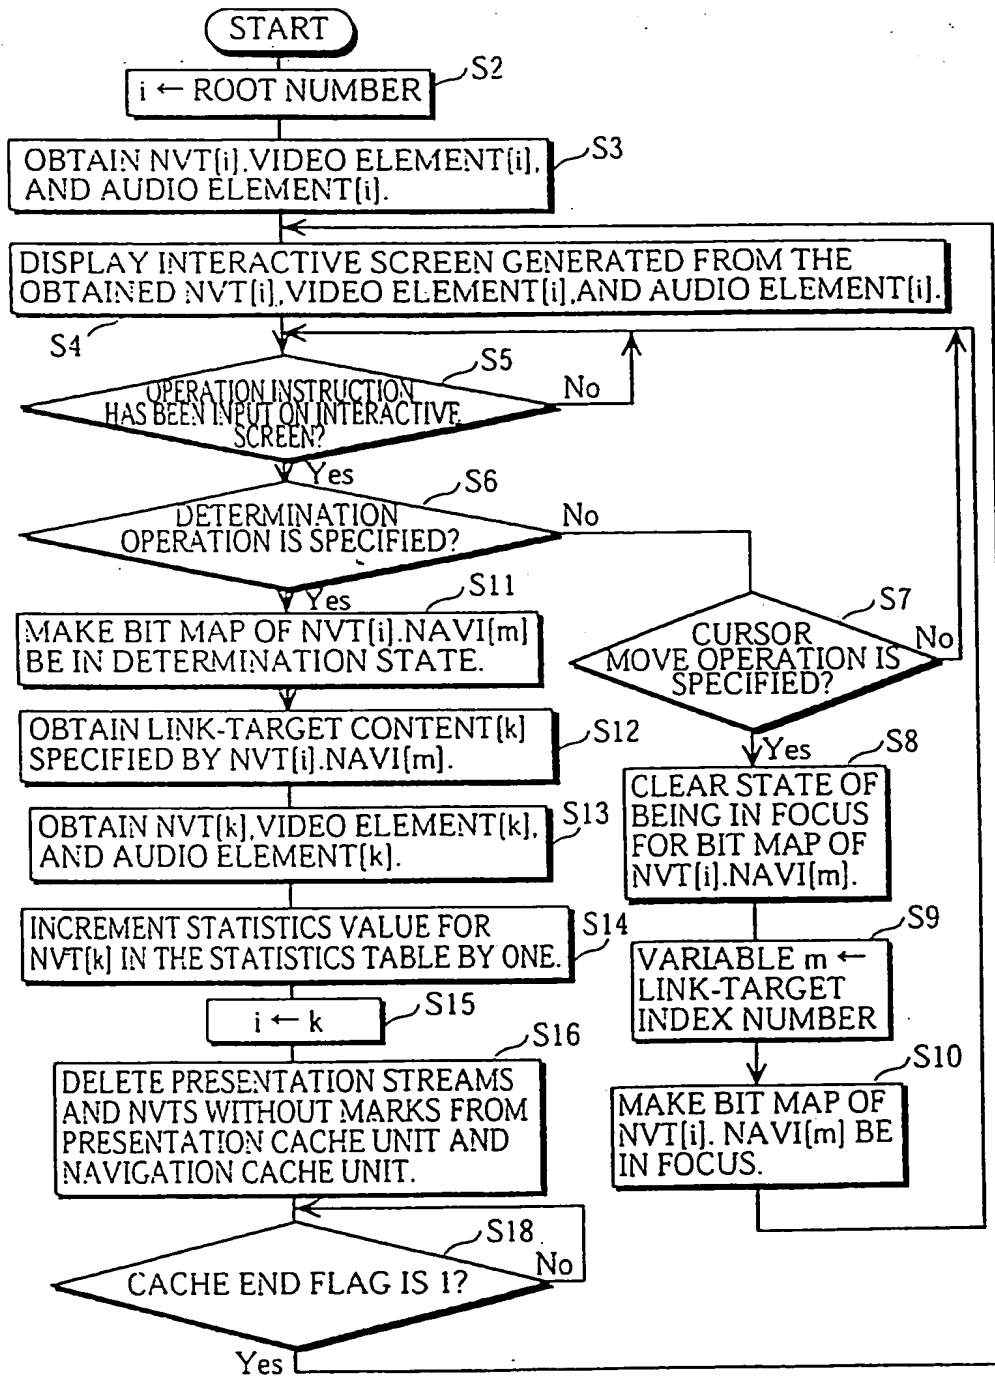 START
S2
i ← ROOT NUMBER
S3
OBTAIN NVT[i].VIDEO ELEMENT[i],
AND AUDIO ELEMENT[i].
DISPLAY INTERACTIVE SCREEN GENERATED FROM THE
OBTAINED NVT[i],VIDEO ELEMENT[i],AND AUDIO ELEMENT[i].
S4
S5
OPERATION INSTRUCTION
HAS BEEN INPUT ON INTERACTIVE
SCREEN?
No
Yes
S6
DETERMINATION
OPERATION IS SPECIFIED?
No
Yes
S7
CURSOR
MOVE OPERATION IS
SPECIFIED?
No
Yes
S8
CLEAR STATE OF
BEING IN FOCUS
FOR BIT MAP OF
NVT[i].NAVI[m].
S9
VARIABLE m ←
LINK-TARGET
INDEX NUMBER
S10
MAKE BIT MAP OF
NVT[i]. NAVI[m] BE
IN FOCUS.
S11
MAKE BIT MAP OF NVT[i].NAVI[m]
BE IN DETERMINATION STATE.
S12
OBTAIN LINK-TARGET CONTENT[k]
SPECIFIED BY NVT[i].NAVI[m].
S13
OBTAIN NVT[k],VIDEO ELEMENT[k],
AND AUDIO ELEMENT[k].
S14
INCREMENT STATISTICS VALUE FOR
NVT[k] IN THE STATISTICS TABLE BY ONE.
S15
i ← k
S16
DELETE PRESENTATION STREAMS
AND NVTS WITHOUT MARKS FROM
PRESENTATION CACHE UNIT AND
NAVIGATION CACHE UNIT.
S18
CACHE END FLAG IS 1?
No
Yes